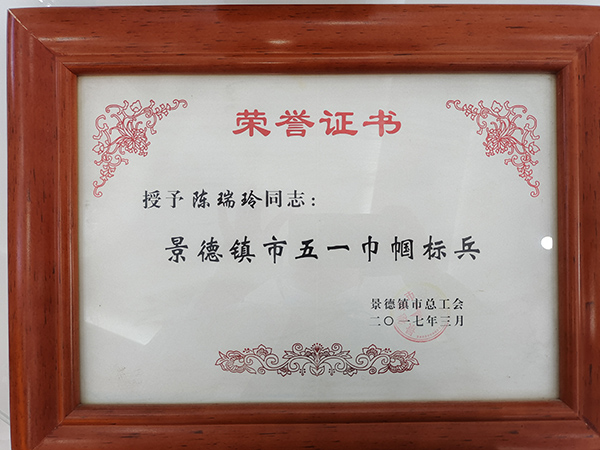 荣誉证书
授予陈瑞玲同志：
景德镇市五一巾帼标兵
景德镇市总工会
二〇一七年三月